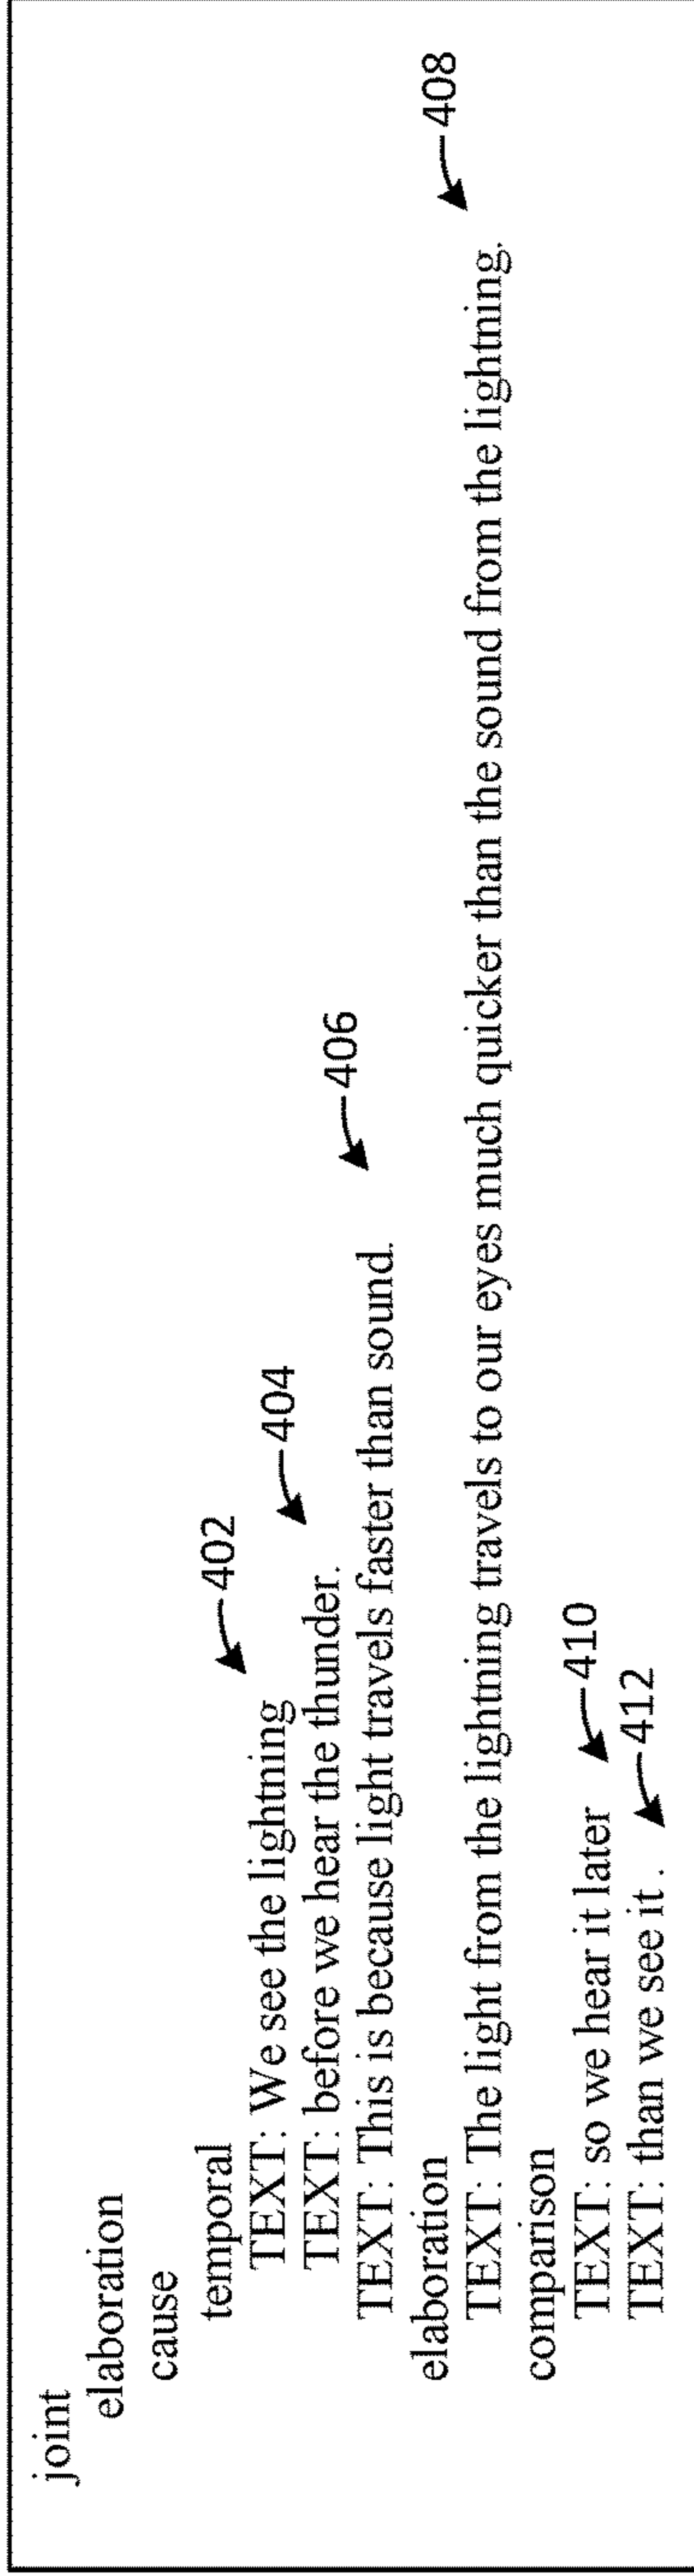 joint
elaboration
cause
temporal
TEXT: We see the lightning 402
TEXT: before we hear the thunder. 404
TEXT: This is because light travels faster than sound. 406
elaboration
TEXT: The light from the lightning travels to our eyes much quicker than the sound from the lightning. 408
comparison
TEXT: so we hear it later 410
TEXT: than we see it . 412